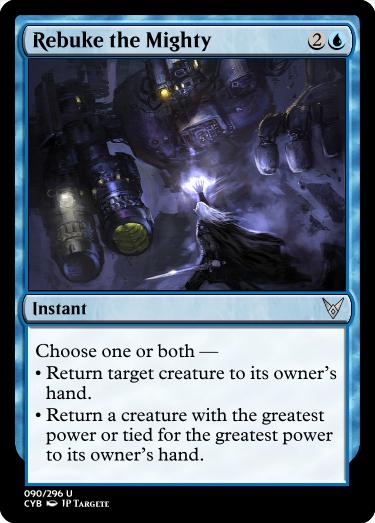 Rebuke the Mighty 2
Instant
Choose one or both —
• Return target creature to its owner's
hand.
• Return a creature with the greatest
power or tied for the greatest power
to its owner's hand.
090/296 U
CYB JP Targete